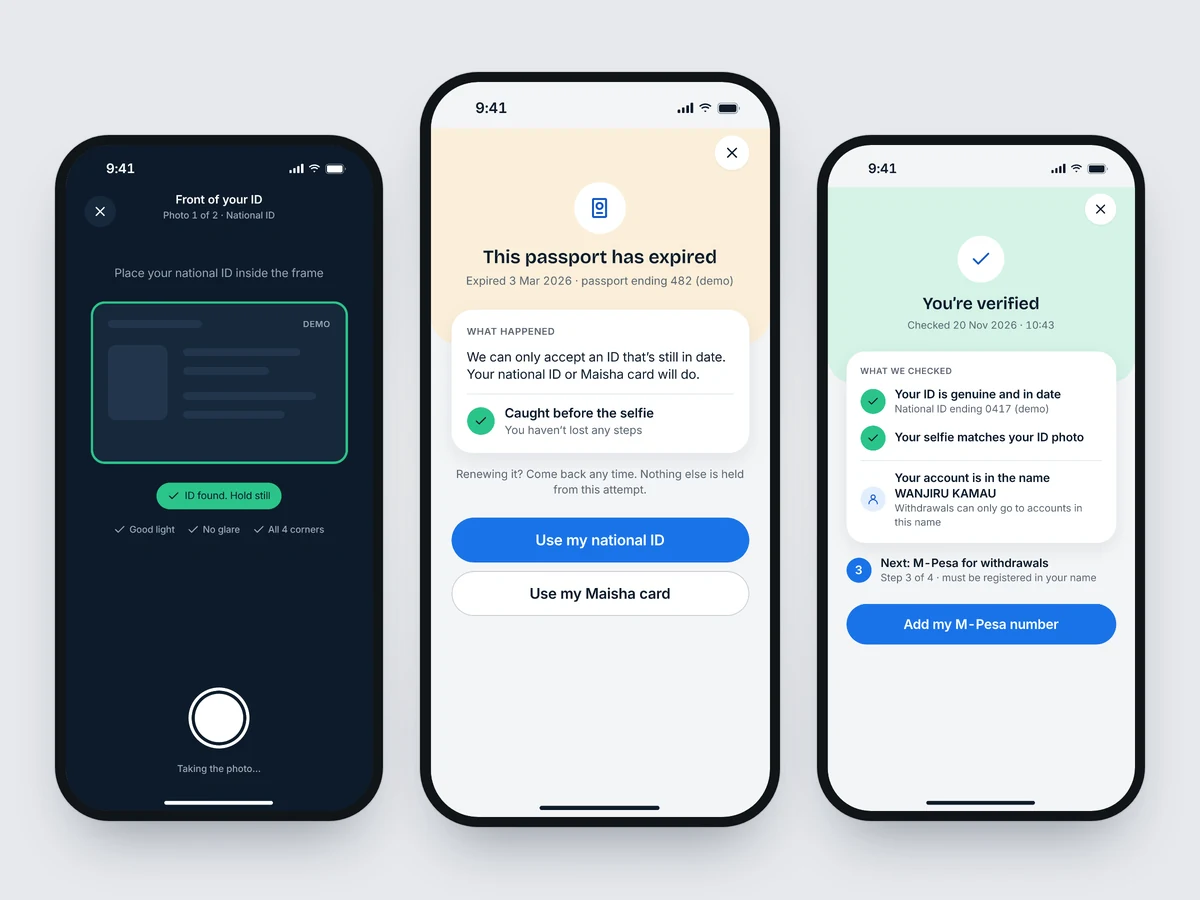 9:41
Front of your ID
Photo 1 of 2 · National ID
Place your national ID inside the frame
DEMO
ID found. Hold still
Good light
No glare
All 4 corners
Taking the photo...
9:41
This passport has expired
Expired 3 Mar 2026 · passport ending 482 (demo)
WHAT HAPPENED
We can only accept an ID that’s still in date.
Your national ID or Maisha card will do.
Caught before the selfie
You haven’t lost any steps
Renewing it? Come back any time. Nothing else is held
from this attempt.
Use my national ID
Use my Maisha card
9:41
You’re verified
Checked 20 Nov 2026 · 10:43
WHAT WE CHECKED
Your ID is genuine and in date
National ID ending 0417 (demo)
Your selfie matches your ID photo
Your account is in the name
WANJIRU KAMAU
Withdrawals can only go to accounts in
this name
3
Next: M-Pesa for withdrawals
Step 3 of 4 · must be registered in your name
Add my M-Pesa number